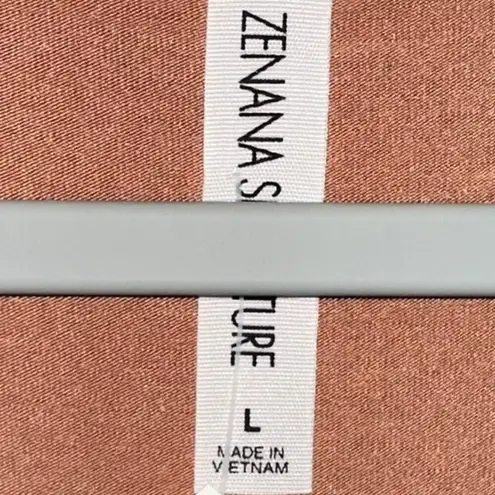 ZENANA S TURE
L
MADE IN
VIETNAM